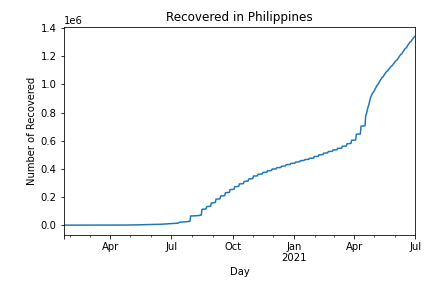 Recovered in Philippines
1e6
1.4
1.2
1.0
0.8
0.6
0.4
0.2
0.0
Number of Recovered
Apr
Jul
Oct
Jan
2021
Apr
Jul
Day